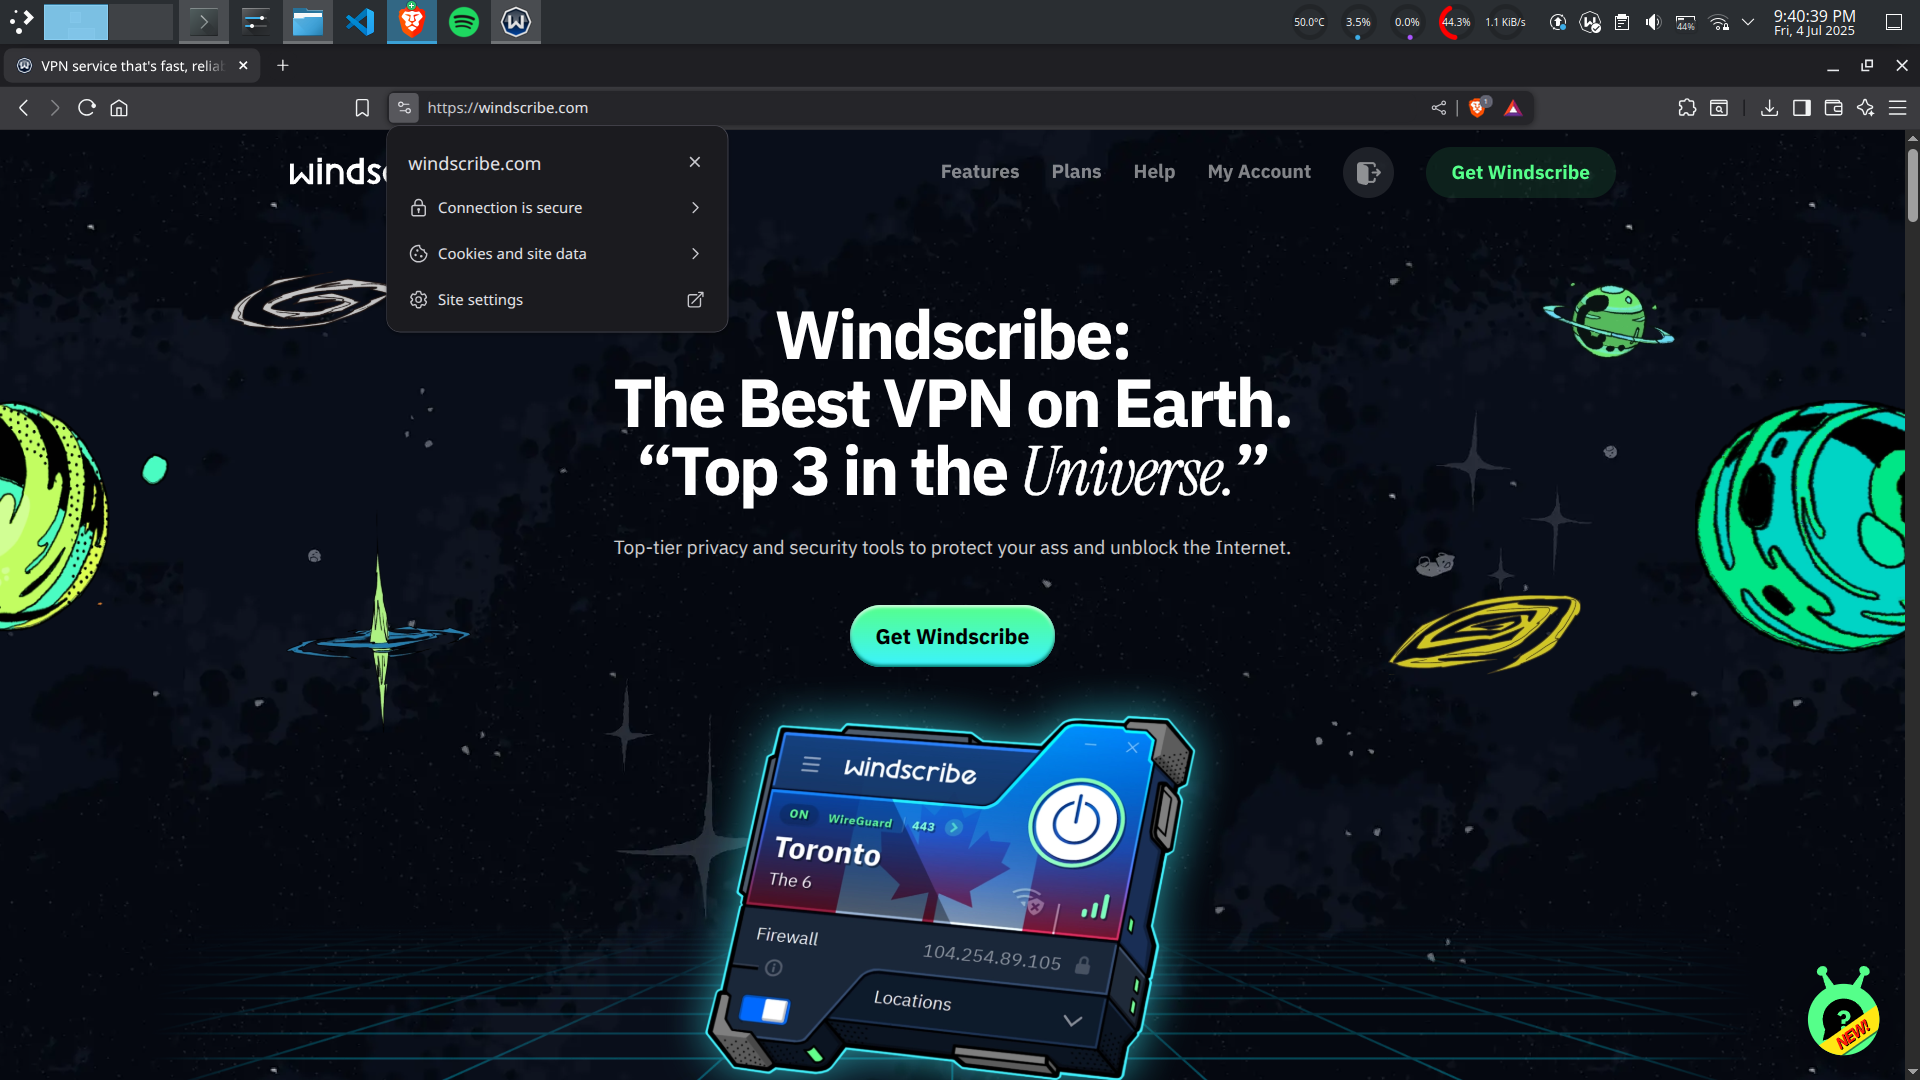 50.0°C
3.5%
0.0%
44.3%
1.1 KiB/s
44%
9:40:39 PM
Fri, 4 Jul 2025
VPN service that's fast, relia
https://windscribe.com
windscribe.com
Connection is secure
Cookies and site data
Site settings
winds
Features
Plans
Help
My Account
Get Windscribe
Windscribe:
The Best VPN on Earth.
“Top 3 in the Universe.”
Top-tier privacy and security tools to protect your ass and unblock the Internet.
Get Windscribe
windscribe
ON WireGuard 443
Toronto
The 6
Firewall
104.254.89.105
Locations
?
NEW!